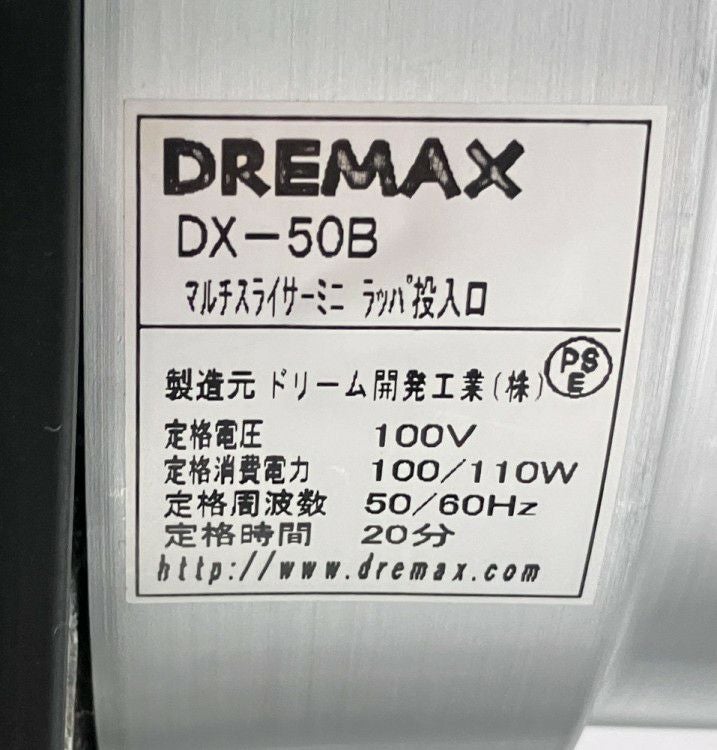 DREMAX
DX-50B
マルチスライサーミニ ラッパ投入口
PS
E
製造元 ドリーム開発工業(株)
定格電圧 100V
定格消費電力 100/110W
定格周波数 50/60Hz
定格時間 20分
http://www.dremax.com